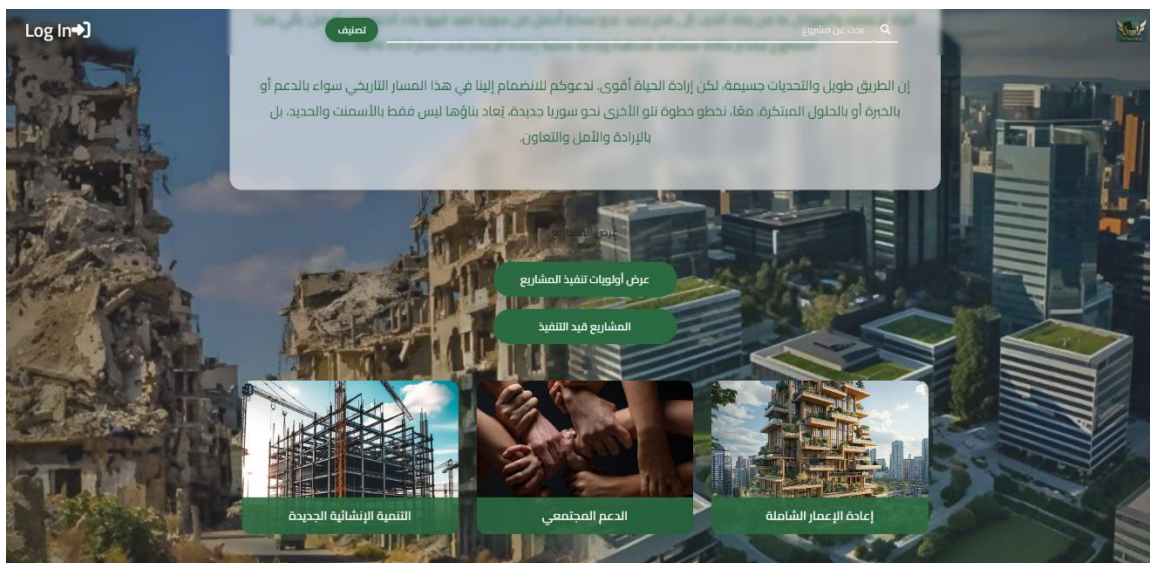 Log In
تصنيف
بحث عن مشروع
إن الطريق طويل والتحديات جسيمة، لكن إرادة الحياة أقوى. ندعوكم للانضمام إلينا في هذا المسار التاريخي سواء بالدعم أو
بالخبرة أو بالحلول المبتكرة. معًا، نخطو خطوة تلو الأخرى نحو سوريا جديدة، يُعاد بناؤها ليس فقط بالأسمنت والحديد، بل
بالإرادة والأمل والتعاون.
عرض المشاريع
عرض أولويات تنفيذ المشاريع
المشاريع قيد التنفيذ
إعادة الإعمار الشاملة
الدعم المجتمعي
التنمية الإنشائية الجديدة